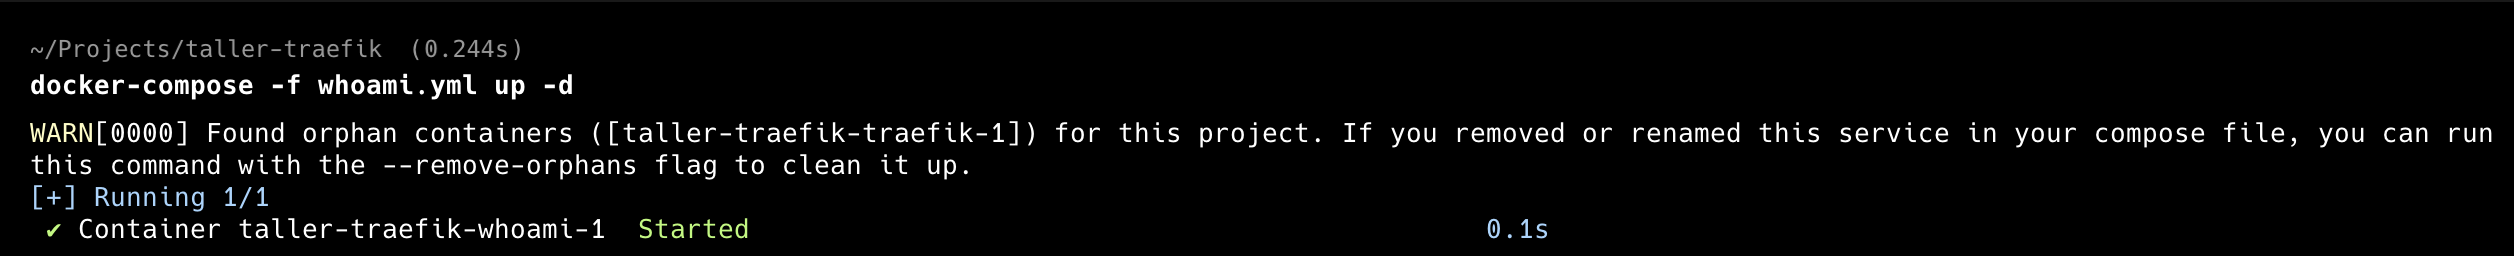 ~/Projects/taller-traefik (0.244s)
docker-compose -f whoami.yml up -d
WARN[0000] Found orphan containers ([taller-traefik-traefik-1]) for this project. If you removed or renamed this service in your compose file, you can run
this command with the --remove-orphans flag to clean it up.
[+] Running 1/1
✔ Container taller-traefik-whoami-1 Started 0.1s